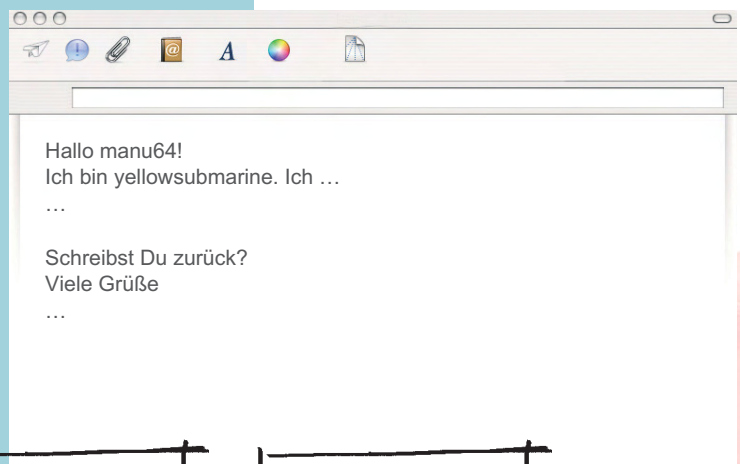 Hallo manu64!
Ich bin yellowsubmarine. Ich …
…
Schreibst Du zurück?
Viele Grüße
…